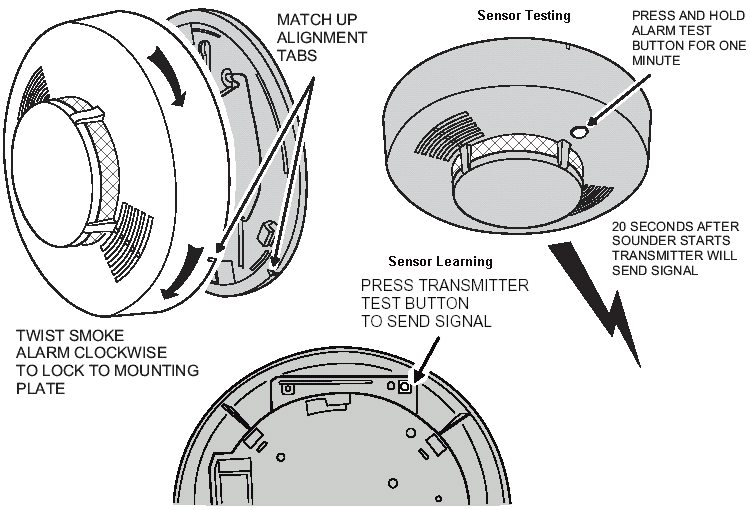 MATCH UP
ALIGNMENT
TABS
TWIST SMOKE
ALARM CLOCKWISE
TO LOCK TO MOUNTING
PLATE
Sensor Testing
PRESS AND HOLD
ALARM TEST
BUTTON FOR ONE
MINUTE
20 SECONDS AFTER
SOUNDER STARTS
TRANSMITTER WILL
SEND SIGNAL
Sensor Learning
PRESS TRANSMITTER
TEST BUTTON
TO SEND SIGNAL